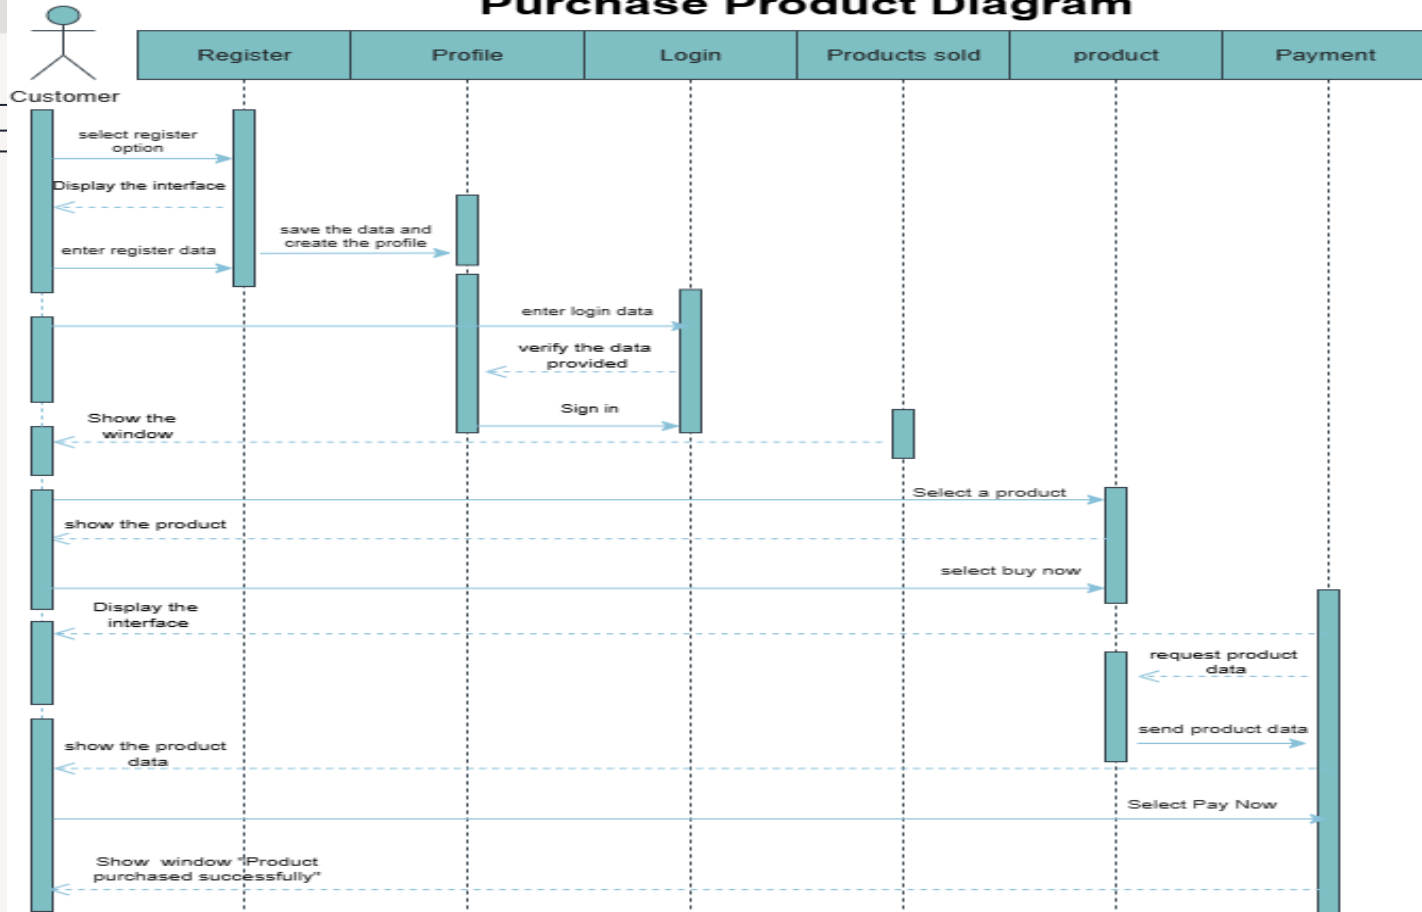 Purchase Product Diagram
Register
Profile
Login
Products sold
product
Payment
Customer
select register
option
Display the interface
save the data and
create the profile
enter register data
enter login data
verify the data
provided
Sign in
Show the
window
Select a product
show the product
select buy now
Display the
interface
request product
data
send product data
show the product
data
Select Pay Now
Show window "Product
purchased successfully"